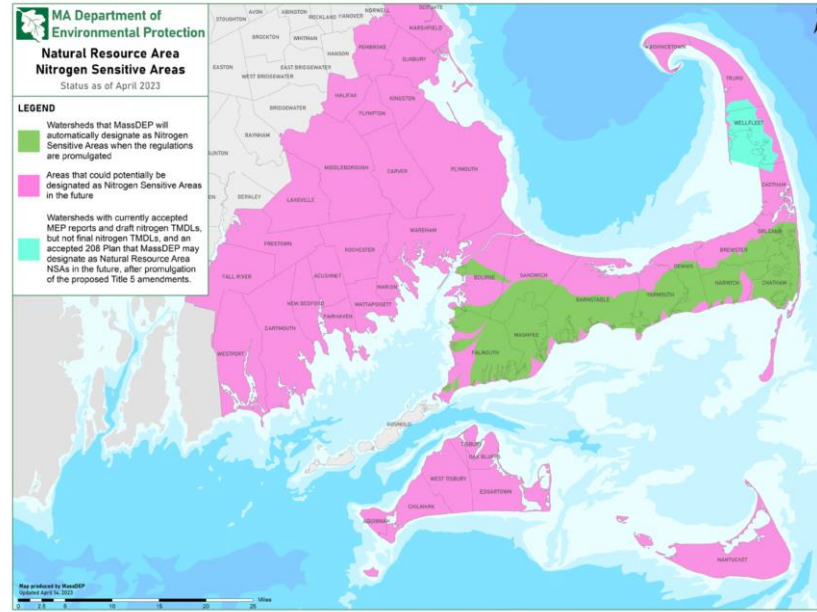 MA Department of
Environmental Protection
Natural Resource Area
Nitrogen Sensitive Areas
Status as of April 2023
LEGEND
Watersheds that MassDEP will
automatically designate as Nitrogen
Sensitive Areas when the regulations
are promulgated
Areas that could potentially be
designated as Nitrogen Sensitive Areas
in the future
Watersheds with currently accepted
MEP reports and draft nitrogen TMDLs,
but not final nitrogen TMDLs, and an
accepted 208 Plan that MassDEP may
designate as Natural Resource Area
NSAs in the future, after promulgation
of the proposed Title 5 amendments.
STOUGHTON
AVON
ABINGTON
ROCKLAND
HANOVER
NORWELL
BROCKTON
WHITMAN
HANSON
PEMBROKE
MARSHFIELD
DUXBURY
EASTON
EAST BRIDGEWATER
WEST BRIDGEWATER
HALIFAX
KINGSTON
BRIDGEWATER
PLYMPTON
RAYNHAM
MIDDLEBOROUGH
CARVER
PLYMOUTH
BERKLEY
LAKEVILLE
WAREHAM
FREETOWN
ROCHESTER
FALL RIVER
ACUSHNET
MARION
NEW BEDFORD
MATTAPOISETT
FAIRHAVEN
DARTMOUTH
WESTPORT
PROVINCETOWN
TRURO
WELLFLEET
EASTHAM
ORLEANS
BREWSTER
DENNIS
BOURNE
SANDWICH
BARNSTABLE
YARMOUTH
HARWICH
CHATHAM
MASHPEE
FALMOUTH
GOSNOLD
TISBURY
OAK BLUFFS
WEST TISBURY
EDGARTOWN
CHILMARK
AQUINNAH
NANTUCKET
Map produced by MassDEP
Updated April 14, 2023
0 2.5 5 10 15 20 25
Miles